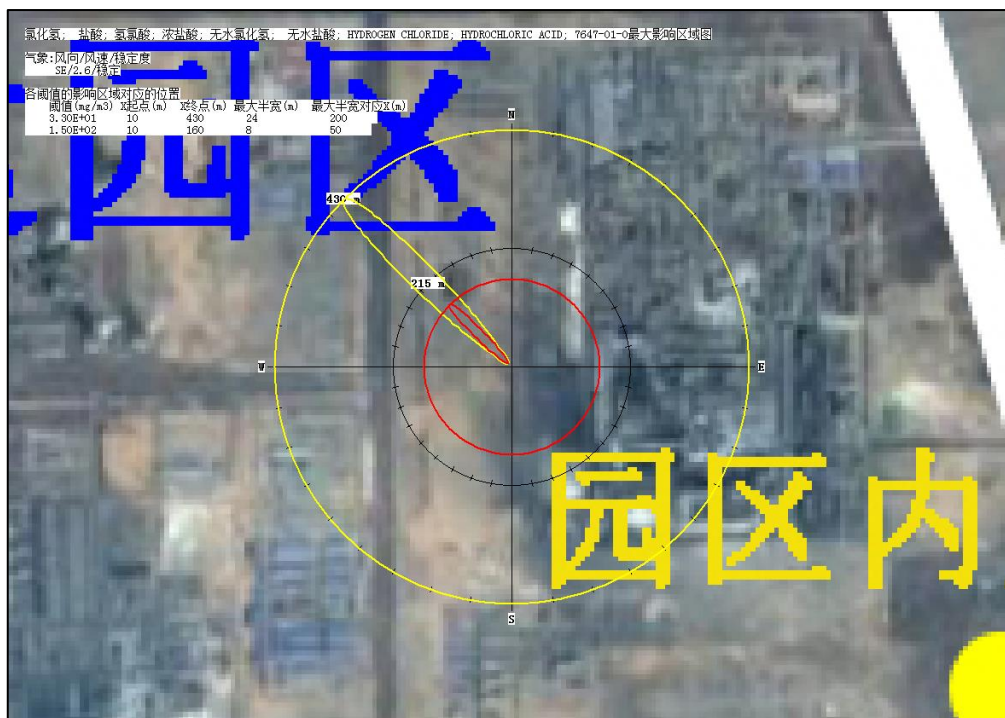 氯化氢; 盐酸; 氢氯酸; 浓盐酸; 无水氯化氢; 无水盐酸; HYDROGEN CHLORIDE; HYDROCHLORIC ACID; 7647-01-0最大影响区域图
气象:风向/风速/稳定度
SE/2.6/稳定
各阈值的影响区域对应的位置
阈值(mg/m3) X起点(m) X终点(m) 最大半宽(m) 最大半宽对应X(m)
3.30E+01 10 430 24 200
1.50E+02 10 160 8 50
园区
N
430 m
215 m
W
E
园区内
S